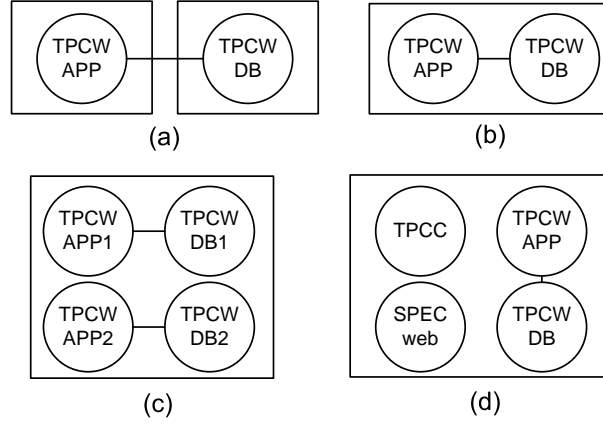 TPCW
APP
TPCW
DB
(a)
TPCW
APP
TPCW
DB
(b)
TPCW
APP1
TPCW
DB1
TPCW
APP2
TPCW
DB2
(c)
TPCC
TPCW
APP
SPEC
web
TPCW
DB
(d)